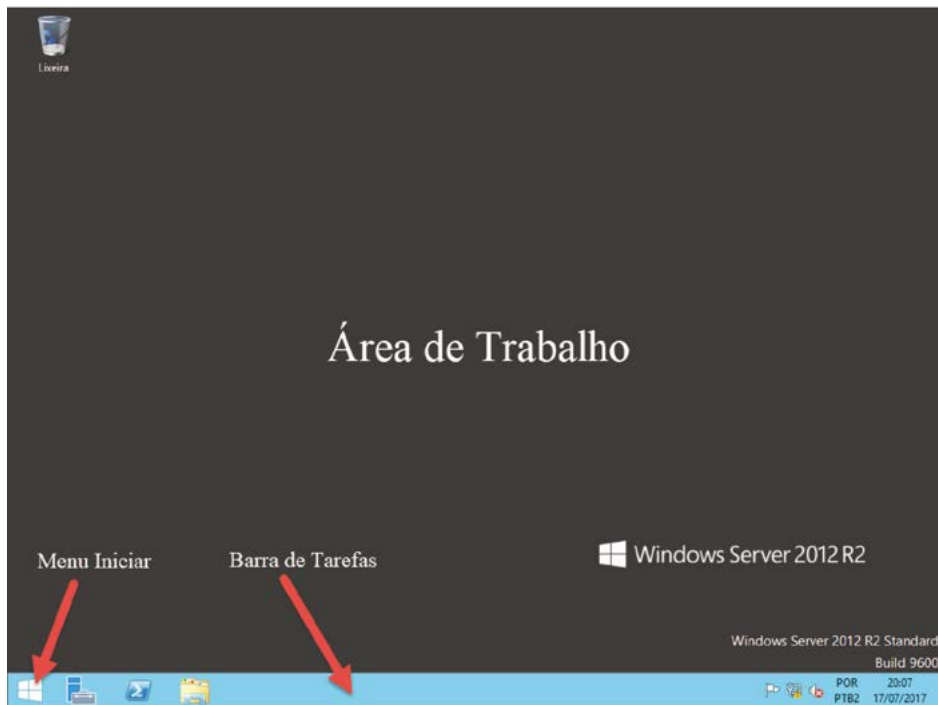 Lixeira
Área de Trabalho
Menu Iniciar
Barra de Tarefas
Windows Server 2012 R2
Windows Server 2012 R2 Standard
Build 9600
POR 20:07
PTB2 17/07/2017